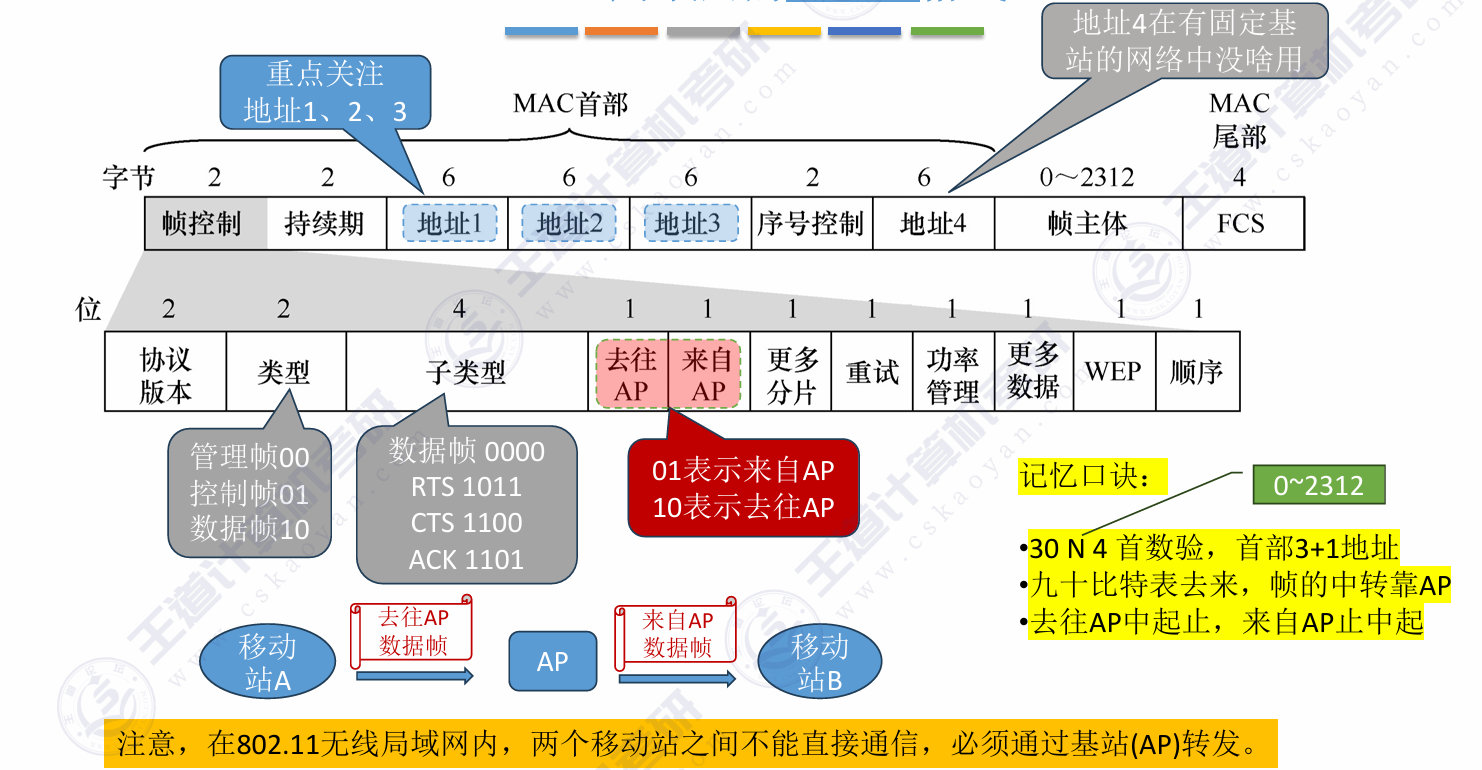 重点关注
地址1、2、3
地址4在有固定基
站的网络中没啥用
MAC首部
MAC
尾部
字节 2 2 6 6 6 2 6 0～2312 4
帧控制 持续期 地址1 地址2 地址3 序号控制 地址4 帧主体 FCS
位 2 2 4 1 1 1 1 1 1 1 1
协议
版本
类型
子类型
去往
AP
来自
AP
更多
分片
重试
功率
管理
更多
数据
WEP
顺序
管理帧00
控制帧01
数据帧10
数据帧 0000
RTS 1011
CTS 1100
ACK 1101
01表示来自AP
10表示去往AP
记忆口诀：
0~2312
•30 N 4 首数验，首部3+1地址
•九十比特表去来，帧的中转靠AP
•去往AP中起止，来自AP止中起
移动
站A
去往AP
数据帧
AP
来自AP
数据帧
移动
站B
注意，在802.11无线局域网内，两个移动站之间不能直接通信，必须通过基站(AP)转发。
王道计算机考研
www.cskaoyan.com